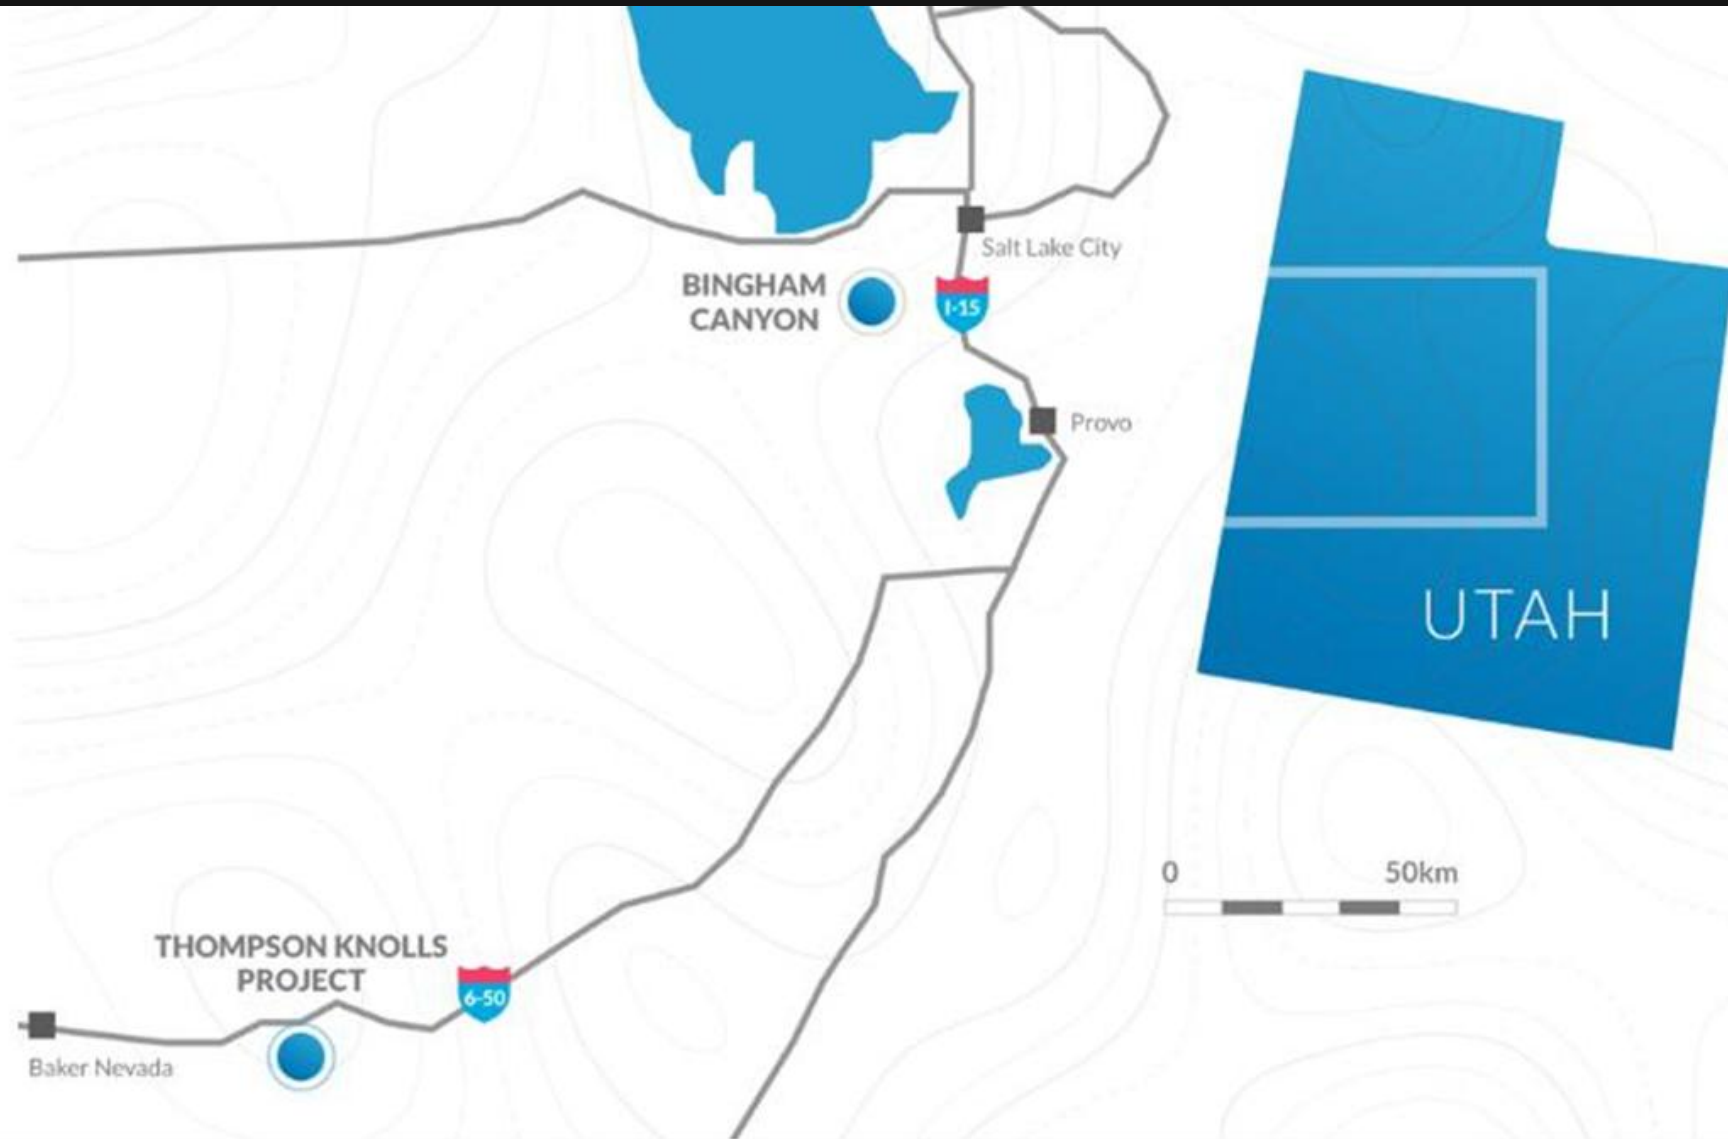 Salt Lake City
BINGHAM
CANYON
I-15
Provo
UTAH
0
50km
THOMPSON KNOLLS
PROJECT
6-50
Baker Nevada